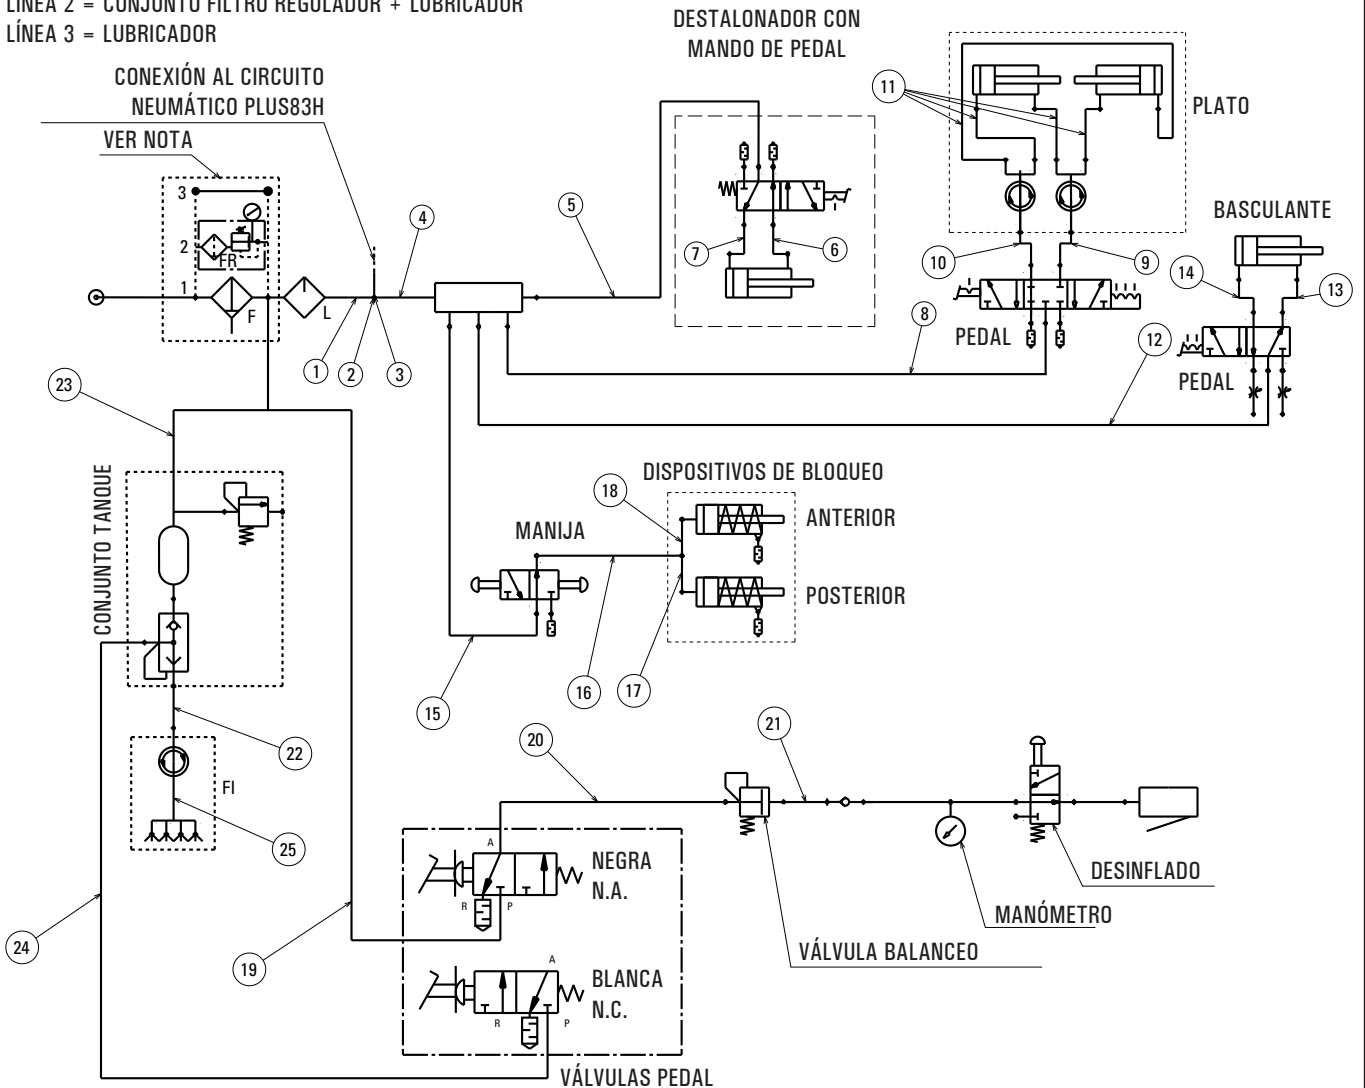 LÍNEA 2 = CONJUNTO FILTRO REGULADOR + LUBRICADOR
LÍNEA 3 = LUBRICADOR
CONEXIÓN AL CIRCUITO
NEUMÁTICO PLUS83H
VER NOTA
3
2
FR
1
F
L
1
2
3
4
5
DESTALONADOR CON
MANDO DE PEDAL
7
6
11
PLATO
10
9
PEDAL
8
BASCULANTE
14
13
PEDAL
12
23
CONJUNTO TANQUE
22
FI
25
24
19
MANIJA
15
16
DISPOSITIVOS DE BLOQUEO
18
ANTERIOR
POSTERIOR
17
20
21
A
R
P
NEGRA
N.A.
A
R
P
BLANCA
N.C.
VÁLVULAS PEDAL
VÁLVULA BALANCEO
MANÓMETRO
DESINFLADO